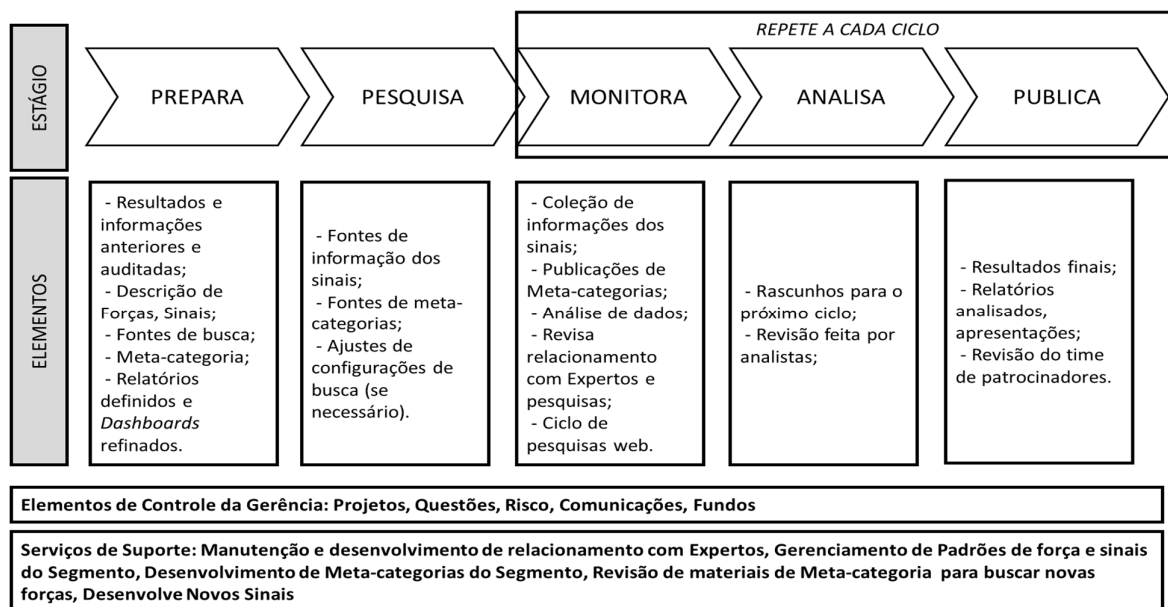 REPETE A CADA CICLO
ESTÁGIO
PREPARA
PESQUISA
MONITORA
ANALISA
PUBLICA
ELEMENTOS
- Resultados e
informações
anteriores e
auditadas;
- Descrição de
Forças, Sinais;
- Fontes de busca;
- Meta-categoria;
- Relatórios
definidos e
Dashboards
refinados.
- Fontes de
informação dos
sinais;
- Fontes de meta-
categorias;
- Ajustes de
configurações de
busca (se
necessário).
- Coleção de
informações dos
sinais;
- Publicações de
Meta-categorias;
- Análise de dados;
- Revisa
relacionamento
com Expertos e
pesquisas;
- Ciclo de
pesquisas web.
- Rascunhos para o
próximo ciclo;
- Revisão feita por
analistas;
- Resultados finais;
- Relatórios
analisados,
apresentações;
- Revisão do time
de patrocinadores.
Elementos de Controle da Gerência: Projetos, Questões, Risco, Comunicações, Fundos
Serviços de Suporte: Manutenção e desenvolvimento de relacionamento com Expertos, Gerenciamento de Padrões de força e sinais
do Segmento, Desenvolvimento de Meta-categorias do Segmento, Revisão de materiais de Meta-categoria para buscar novas
forças, Desenvolve Novos Sinais